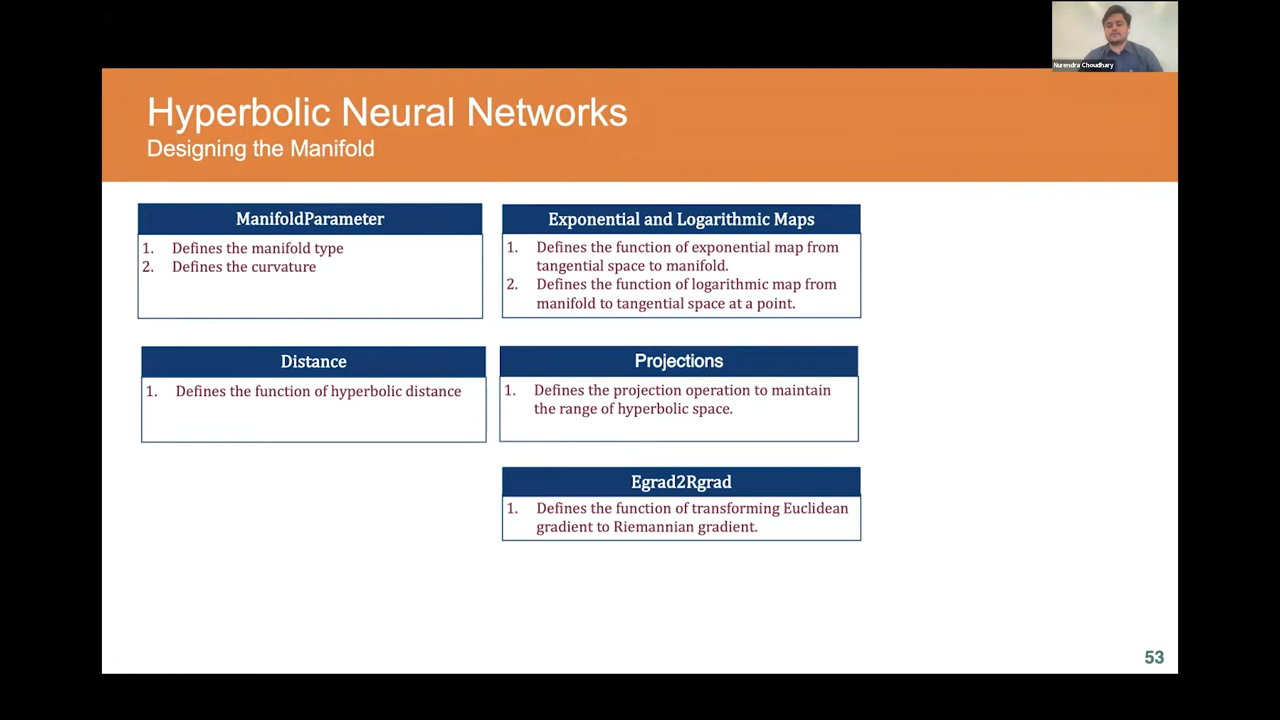 Nurendra Choudhary
Hyperbolic Neural Networks
Designing the Manifold
ManifoldParameter
1. Defines the manifold type
2. Defines the curvature
Exponential and Logarithmic Maps
1. Defines the function of exponential map from
tangential space to manifold.
2. Defines the function of logarithmic map from
manifold to tangential space at a point.
Distance
1. Defines the function of hyperbolic distance
Projections
1. Defines the projection operation to maintain
the range of hyperbolic space.
Egrad2Rgrad
1. Defines the function of transforming Euclidean
gradient to Riemannian gradient.
53